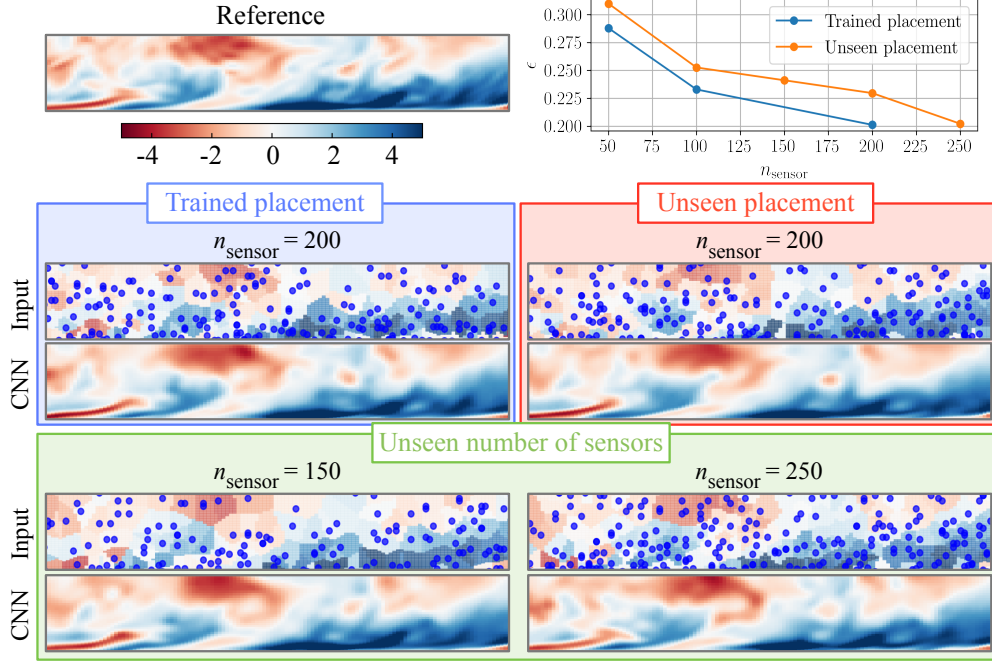 Reference
-4 -2 0 2 4
0.300
0.275
0.250
0.225
0.200
ϵ
Trained placement
Unseen placement
50 75 100 125 150 175 200 225 250
n_sensor
Trained placement
n_sensor = 200
Input
CNN
Unseen placement
n_sensor = 200
Unseen number of sensors
n_sensor = 150
n_sensor = 250
Input
CNN